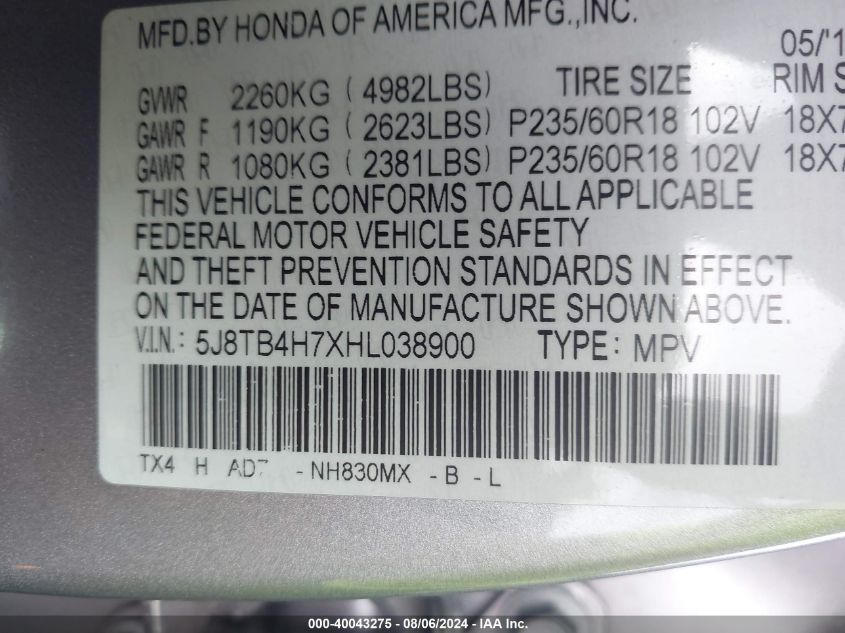 MFD.BY HONDA OF AMERICA MFG.,INC.
05/'1
GVWR 2260KG ( 4982LBS) TIRE SIZE RIM S
GAWR F 1190KG ( 2623LBS) P235/60R18 102V 18X7
GAWR R 1080KG ( 2381LBS) P235/60R18 102V 18X7
THIS VEHICLE CONFORMS TO ALL APPLICABLE
FEDERAL MOTOR VEHICLE SAFETY
AND THEFT PREVENTION STANDARDS IN EFFECT
ON THE DATE OF MANUFACTURE SHOWN ABOVE.
V.I.N.: 5J8TB4H7XHL038900 TYPE: MPV
TX4 H AD7 -NH830MX -B -L
000-40043275 - 08/06/2024 - IAA Inc.